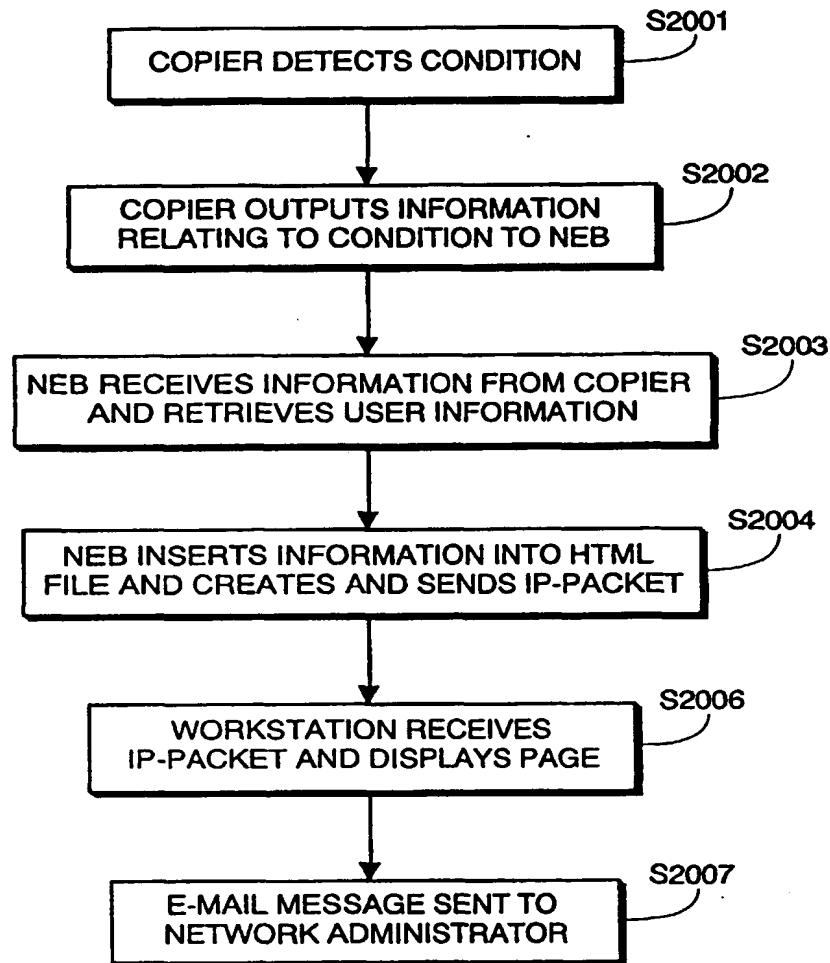 S2001
COPIER DETECTS CONDITION
S2002
COPIER OUTPUTS INFORMATION
RELATING TO CONDITION TO NEB
S2003
NEB RECEIVES INFORMATION FROM COPIER
AND RETRIEVES USER INFORMATION
S2004
NEB INSERTS INFORMATION INTO HTML
FILE AND CREATES AND SENDS IP-PACKET
S2006
WORKSTATION RECEIVES
IP-PACKET AND DISPLAYS PAGE
S2007
E-MAIL MESSAGE SENT TO
NETWORK ADMINISTRATOR